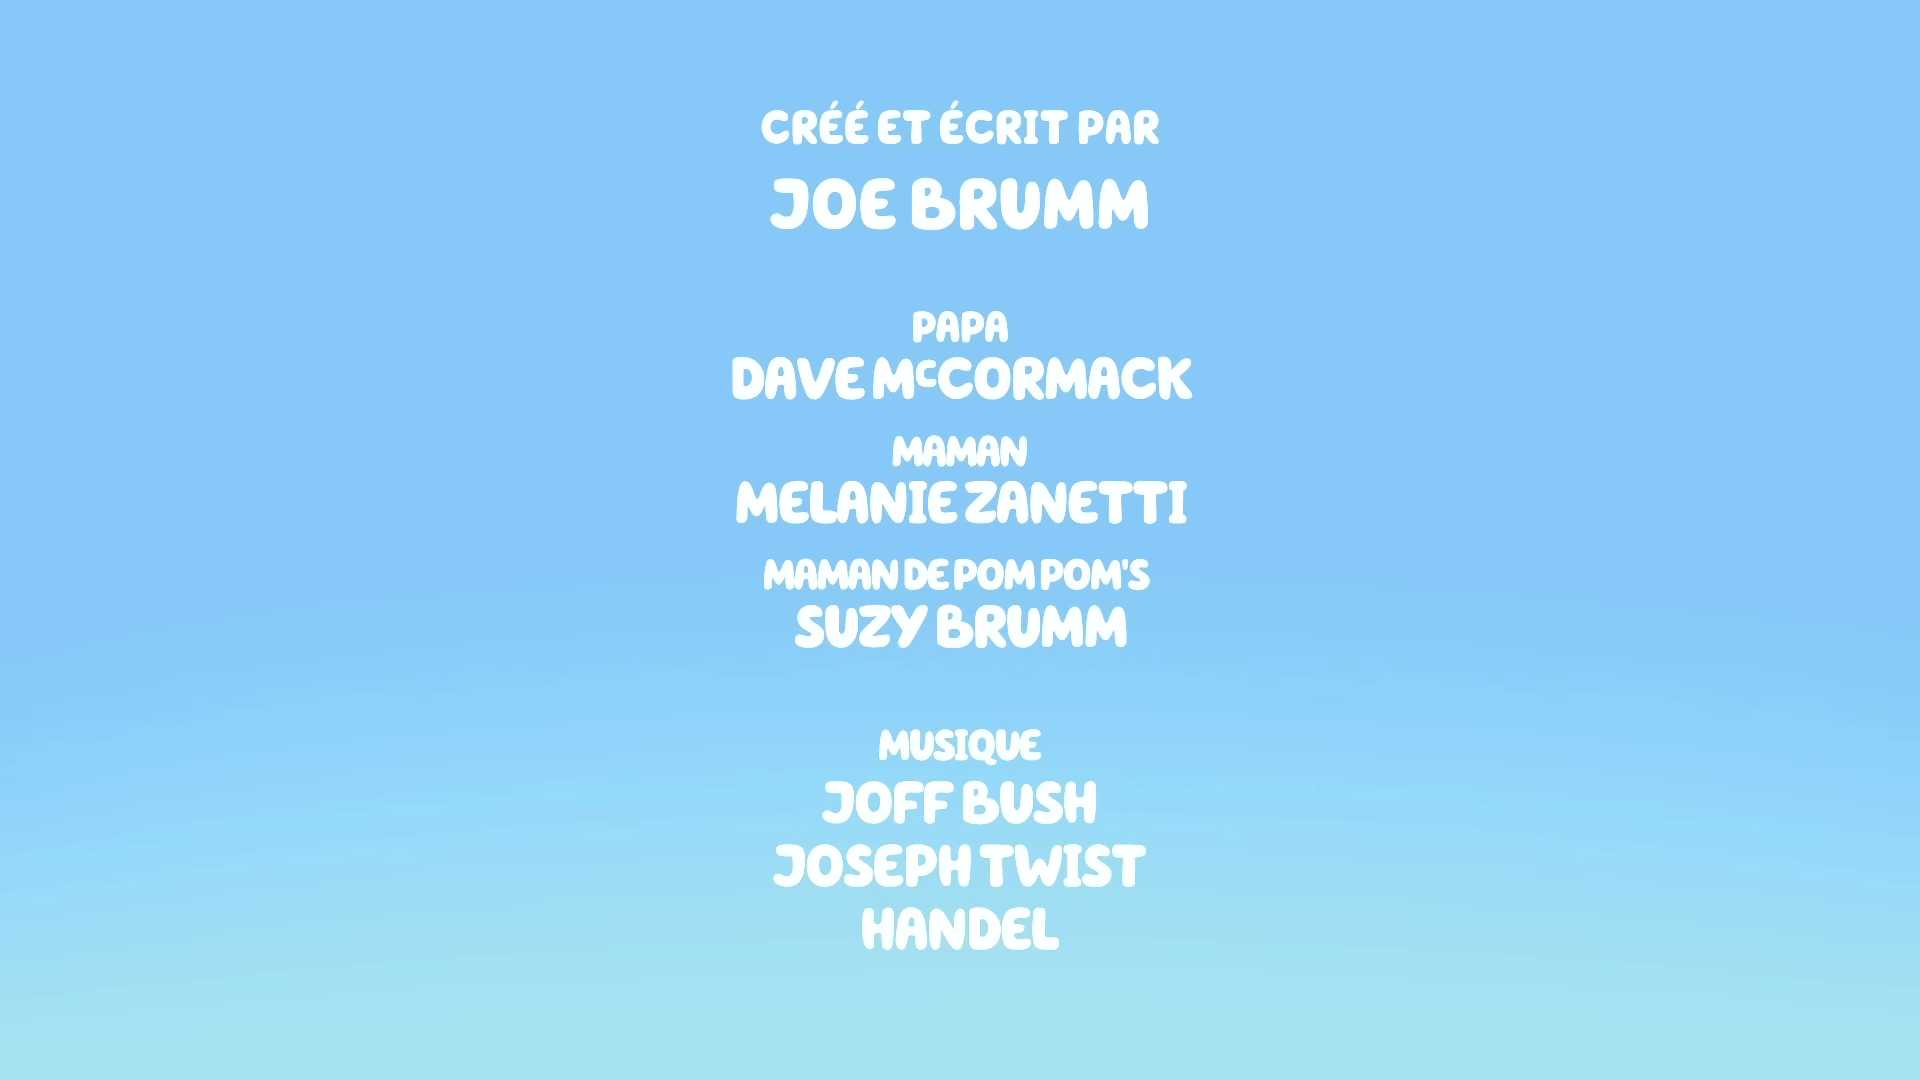 CRÉÉ ET ÉCRIT PAR
JOE BRUMM
PAPA
DAVE McCORMACK
MAMAN
MELANIE ZANETTI
MAMAN DE POM POM'S
SUZY BRUMM
MUSIQUE
JOFF BUSH
JOSEPH TWIST
HANDEL